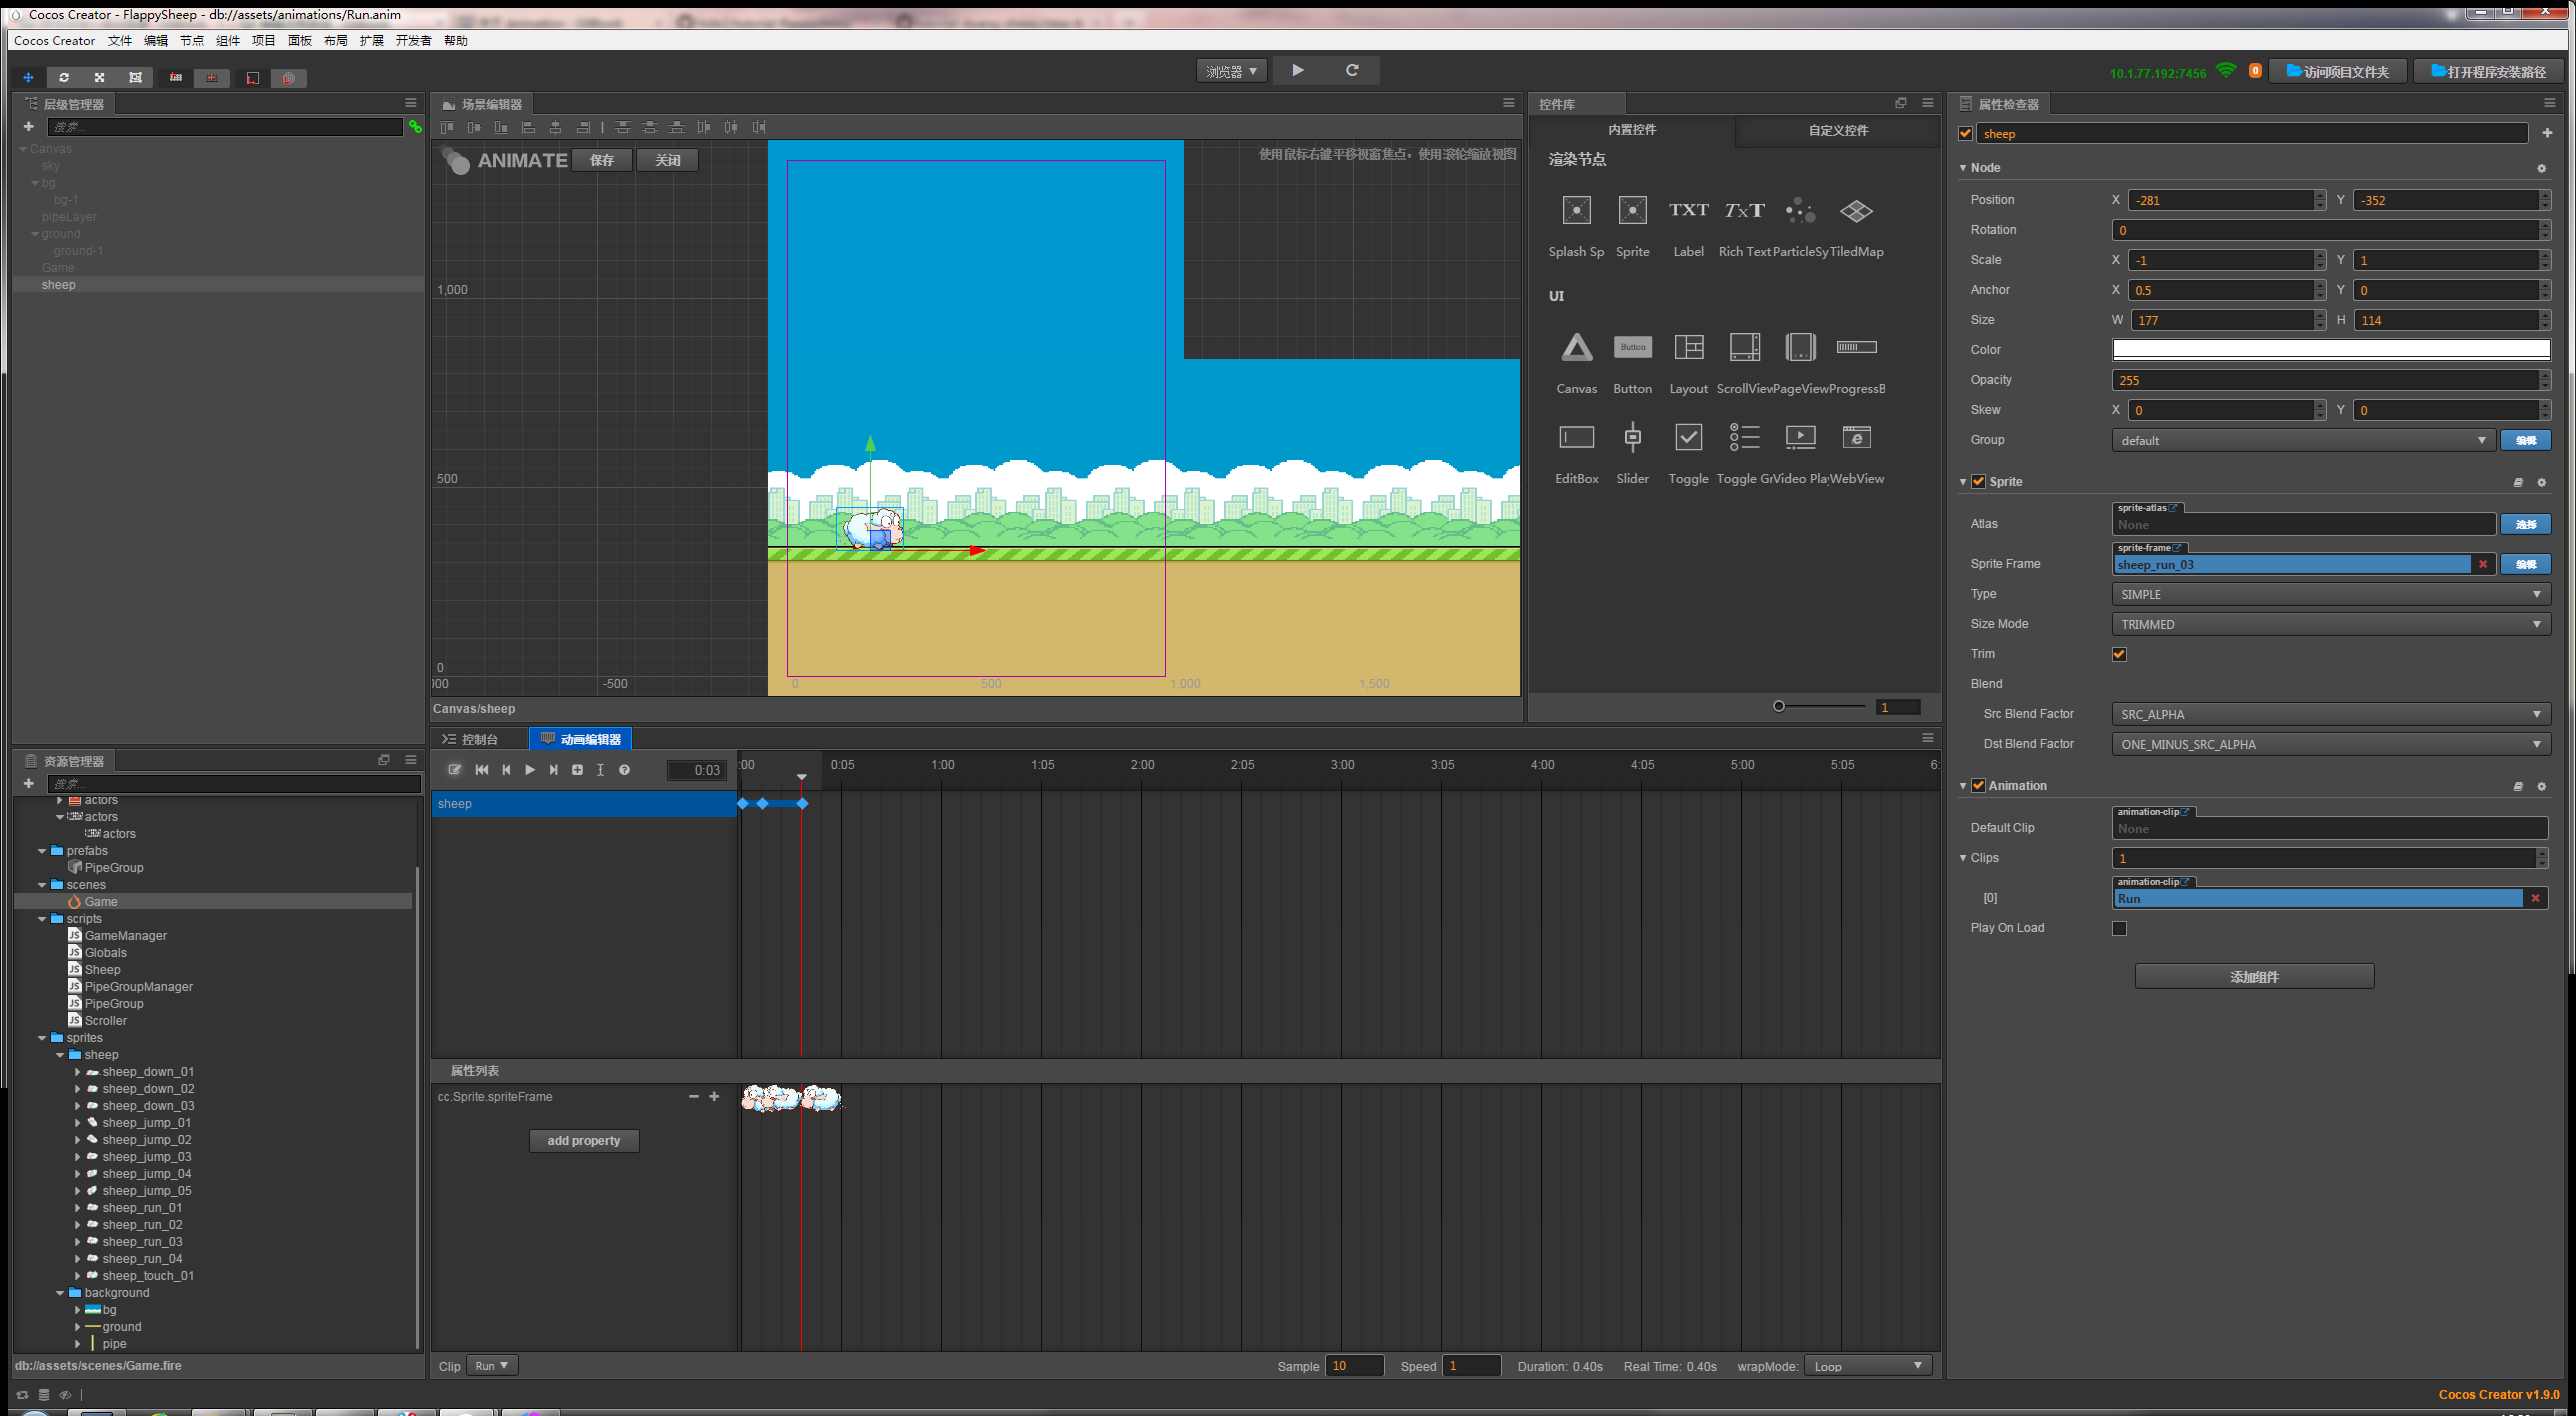 Cocos Creator - FlappySheep - db://assets/animations/Run.anim
Cocos Creator 文件 编辑 节点 组件 项目 面板 布局 扩展 开发者 帮助
浏览器
10.1.77.192:7456 0 访问项目文件夹 打开程序安装路径
层级管理器
搜索...
Canvas
sky
bg
bg-1
pipeLayer
ground
ground-1
Game
sheep
场景编辑器
ANIMATE 保存 关闭
使用鼠标右键平移视窗焦点，使用滚轮缩放视图
1,000
500
0
-500 0 500 1,000 1,500
Canvas/sheep
控件库
内置控件 自定义控件
渲染节点
TXT TxT
Splash Sp Sprite Label Rich Text ParticleSy TiledMap
UI
Button
Canvas Button Layout ScrollView PageView ProgressB
EditBox Slider Toggle Toggle Gr Video Play WebView
1
属性检查器
sheep
Node
Position X -281 Y -352
Rotation 0
Scale X -1 Y 1
Anchor X 0.5 Y 0
Size W 177 H 114
Color
Opacity 255
Skew X 0 Y 0
Group default 编辑
Sprite
sprite-atlas
Atlas None 选择
sprite-frame
Sprite Frame sheep_run_03 编辑
Type SIMPLE
Size Mode TRIMMED
Trim
Blend
Src Blend Factor SRC_ALPHA
Dst Blend Factor ONE_MINUS_SRC_ALPHA
Animation
animation-clip
Default Clip None
Clips 1
animation-clip
[0] Run
Play On Load
添加组件
资源管理器
搜索...
actors
actors
actors
prefabs
PipeGroup
scenes
Game
scripts
JS GameManager
JS Globals
JS Sheep
JS PipeGroupManager
JS PipeGroup
JS Scroller
sprites
sheep
sheep_down_01
sheep_down_02
sheep_down_03
sheep_jump_01
sheep_jump_02
sheep_jump_03
sheep_jump_04
sheep_jump_05
sheep_run_01
sheep_run_02
sheep_run_03
sheep_run_04
sheep_touch_01
background
bg
ground
pipe
db://assets/scenes/Game.fire
控制台 动画编辑器
0:03 :00 0:05 1:00 1:05 2:00 2:05 3:00 3:05 4:00 4:05 5:00 5:05 6:
sheep
属性列表
cc.Sprite.spriteFrame
add property
Clip Run Sample 10 Speed 1 Duration: 0.40s Real Time: 0.40s wrapMode: Loop
Cocos Creator v1.9.0